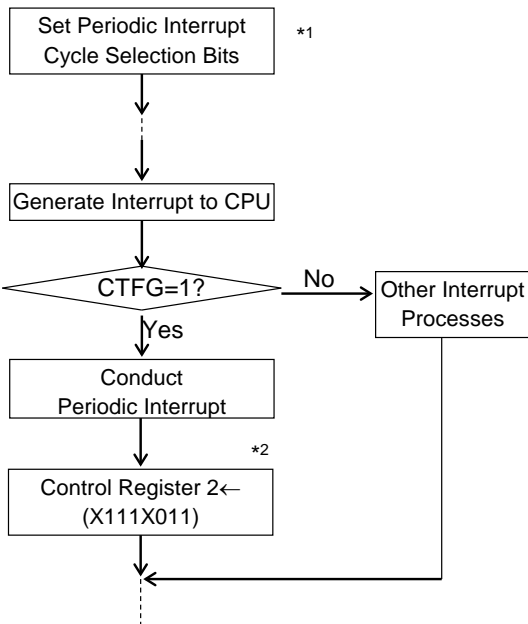 Set Periodic Interrupt
Cycle Selection Bits
*1
Generate Interrupt to CPU
CTFG=1?
No
Other Interrupt
Processes
Yes
Conduct
Periodic Interrupt
*2
Control Register 2←
(X111X011)